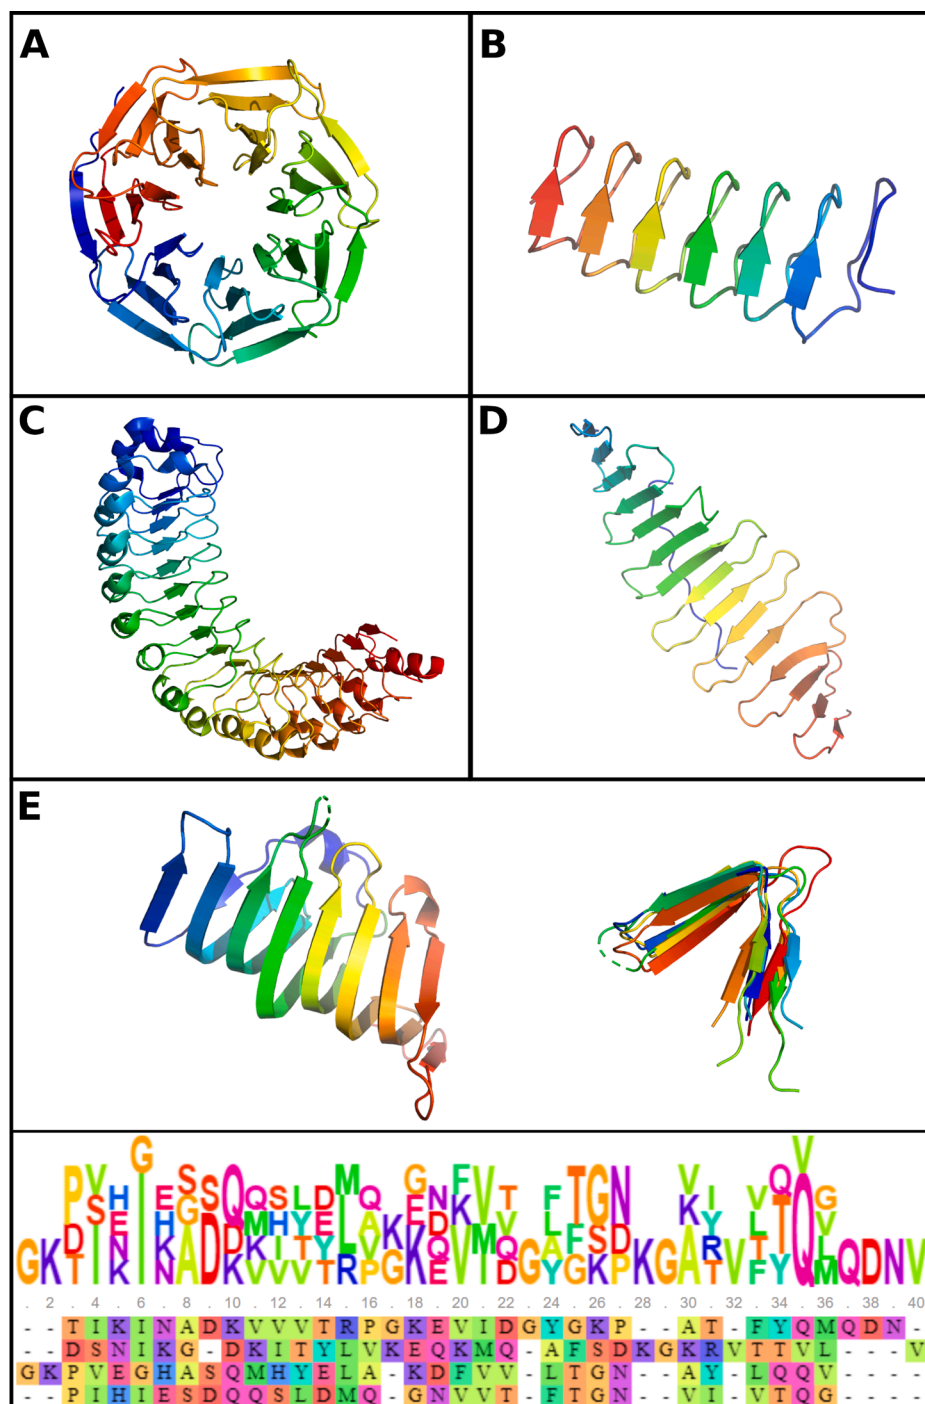 A
B
C
D
E
G V
P V H E S S Q Q S L D M Q G N F V T F T G N V I V Q V G
S E H G M H Y E L A E D K V L F S D K Y L T V
D I N I K A D D K I T Y L V K K Q V M Q A S K P K G A R V T T Q L Q D N V
G K T I K I N A D K V V V T R P G K E V I D G Y G K P K G A T V F Y Q M Q D N V
. 2 . 4 . 6 . 8 . 10 . 12 . 14 . 16 . 18 . 20 . 22 . 24 . 26 . 28 . 30 . 32 . 34 . 36 . 38 . 40
- - T I K I N A D K V V V T R P G K E V I D G Y G K P - - A T - F Y Q M Q D N -
- - D S N I K G - D K I T Y L V K E Q K M Q - A F S D K G K R V T T V L - - - V
G K P V E G H A S Q M H Y E L A - K D F V V - L T G N - - A Y - L Q Q V - - - -
- - P I H I E S D Q Q S L D M Q - G N V V T - F T G N - - V I - V T Q G - - - -